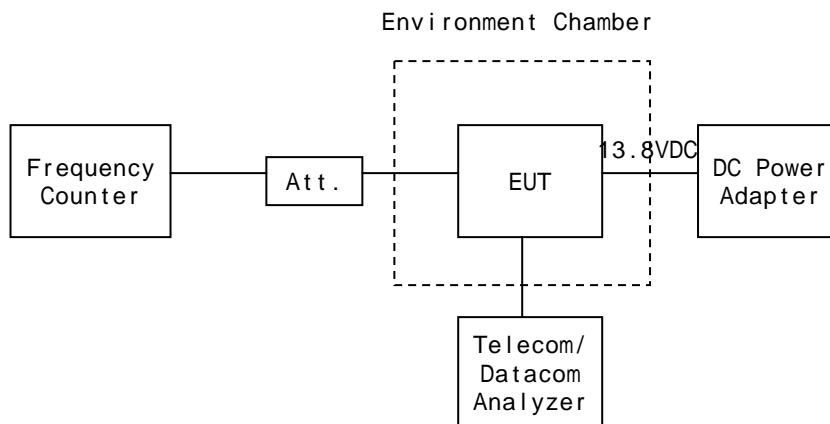 Environment Chamber
Frequency
Counter
Att.
EUT
13.8VDC
DC Power
Adapter
Telecom/
Datacom
Analyzer